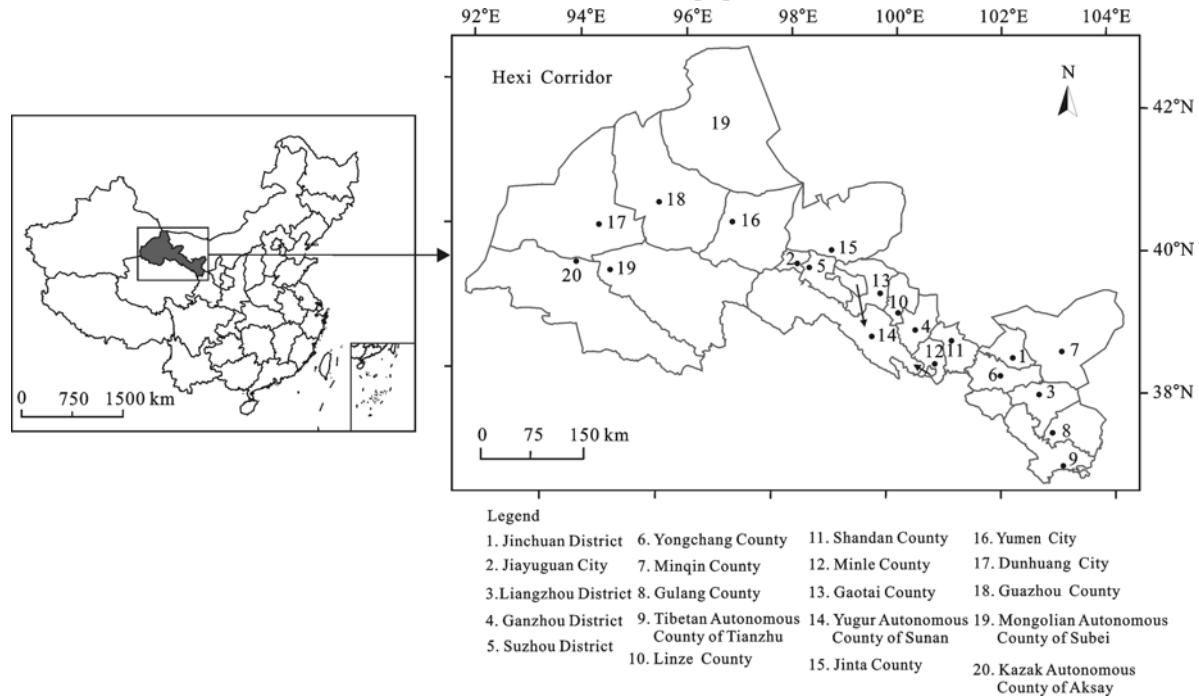 92°E 94°E 96°E 98°E 100°E 102°E 104°E
Hexi Corridor
N
42°N
40°N
38°N
19
18
17
16
15
20
19
2
5
13
10
14
4
12
11
1
7
6
3
8
9
0 750 1500 km
0 75 150 km
Legend
1. Jinchuan District
2. Jiayuguan City
3.Liangzhou District
4. Ganzhou District
5. Suzhou District
6. Yongchang County
7. Minqin County
8. Gulang County
9. Tibetan Autonomous
County of Tianzhu
10. Linze County
11. Shandan County
12. Minle County
13. Gaotai County
14. Yugur Autonomous
County of Sunan
15. Jinta County
16. Yumen City
17. Dunhuang City
18. Guazhou County
19. Mongolian Autonomous
County of Subei
20. Kazak Autonomous
County of Aksay